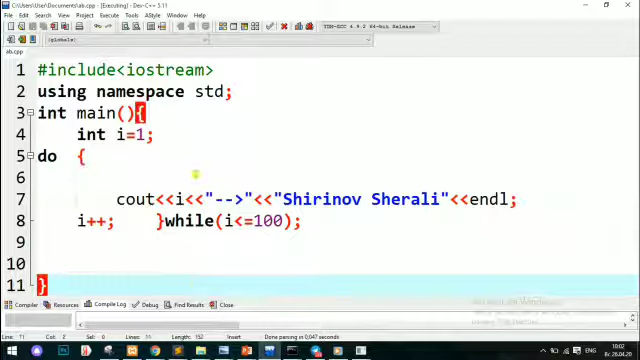 C:\Users\User\Documents\ab.cpp - [Executing] - Dev-C++ 5.11
File Edit Search View Project Execute Tools AStyle Window Help
TDM-GCC 4.9.2 64-bit Release
(globals)
ab.cpp
1 #include<iostream>
2 using namespace std;
3 int main(){
4 int i=1;
5 do {
6
7 cout<<i<<"-->"<<"Shirinov Sherali"<<endl;
8 i++; }while(i<=100);
9
10
11 }
Compiler Resources Compile Log Debug Find Results Close
Line: 11 Col: 2 Sel: 0 Lines: 11 Length: 152 Insert Done parsing in 0,047 seconds
10:02
Вс, 26.04.20